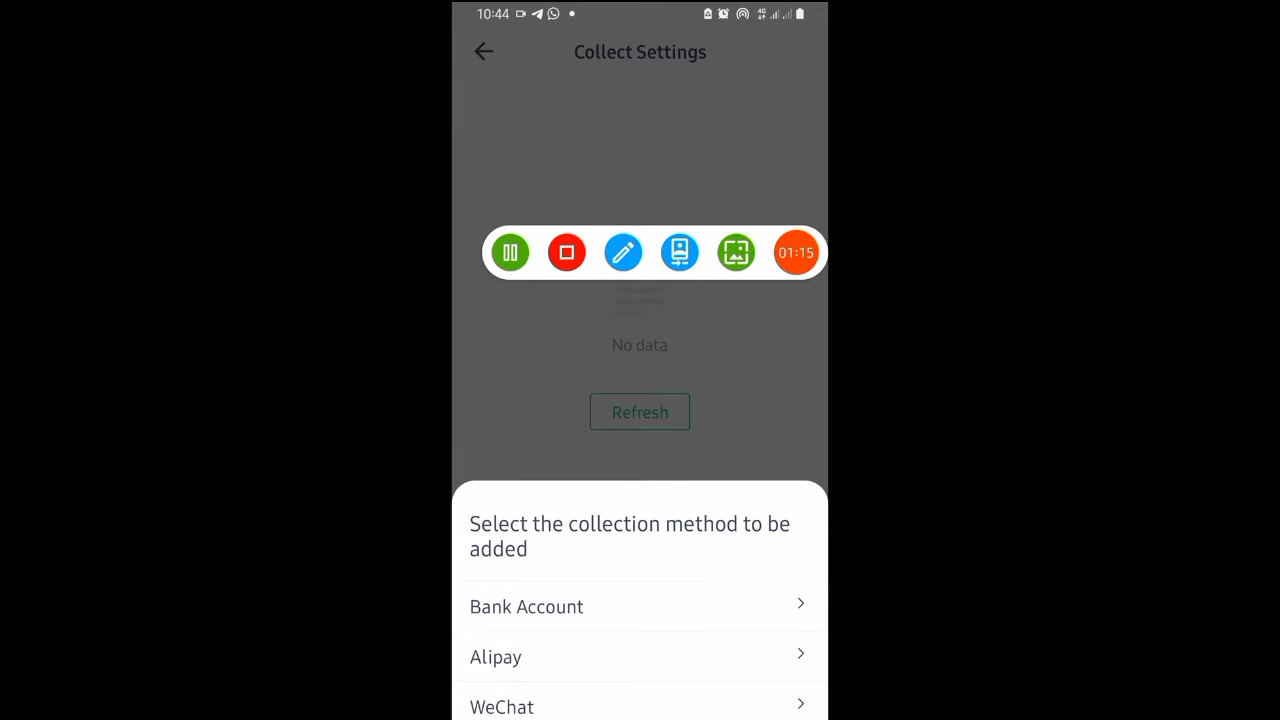 10:44
4G
Collect Settings
01:15
No data
Refresh
Select the collection method to be
added
Bank Account
Alipay
WeChat